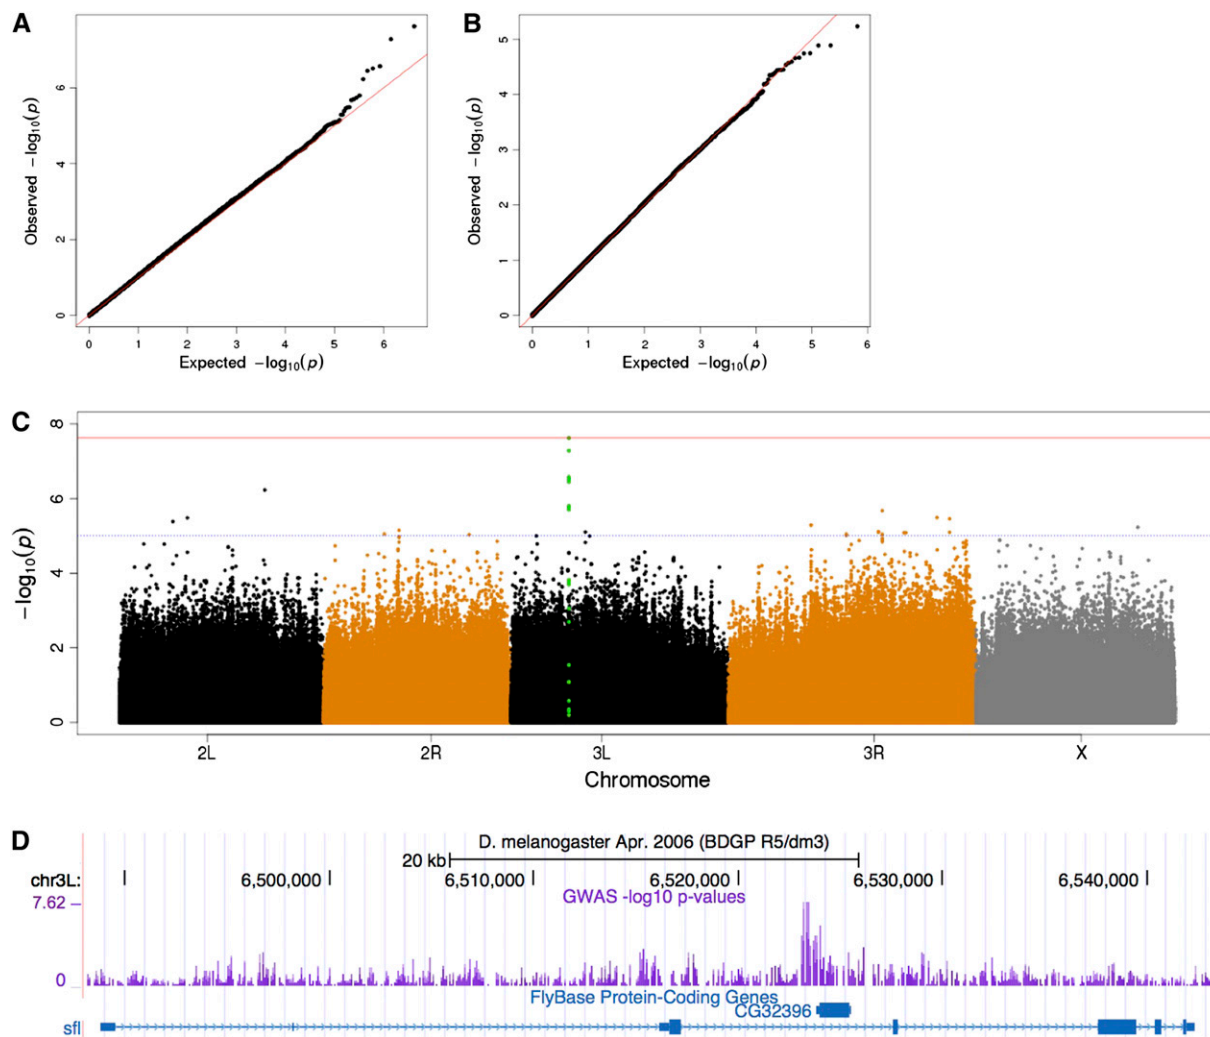 A
B
Observed −log10(p)
6
4
2
0
0 1 2 3 4 5 6
Expected −log10(p)
Observed −log10(p)
5
4
3
2
1
0
0 1 2 3 4 5 6
Expected −log10(p)
C
−log10(p)
8
6
4
2
0
2L 2R 3L 3R X
Chromosome
D
D. melanogaster Apr. 2006 (BDGP R5/dm3)
20 kb
chr3L: 6,500,000 6,510,000 6,520,000 6,530,000 6,540,000
GWAS -log10 p-values
7.62
0
FlyBase Protein-Coding Genes
CG32396
sfl